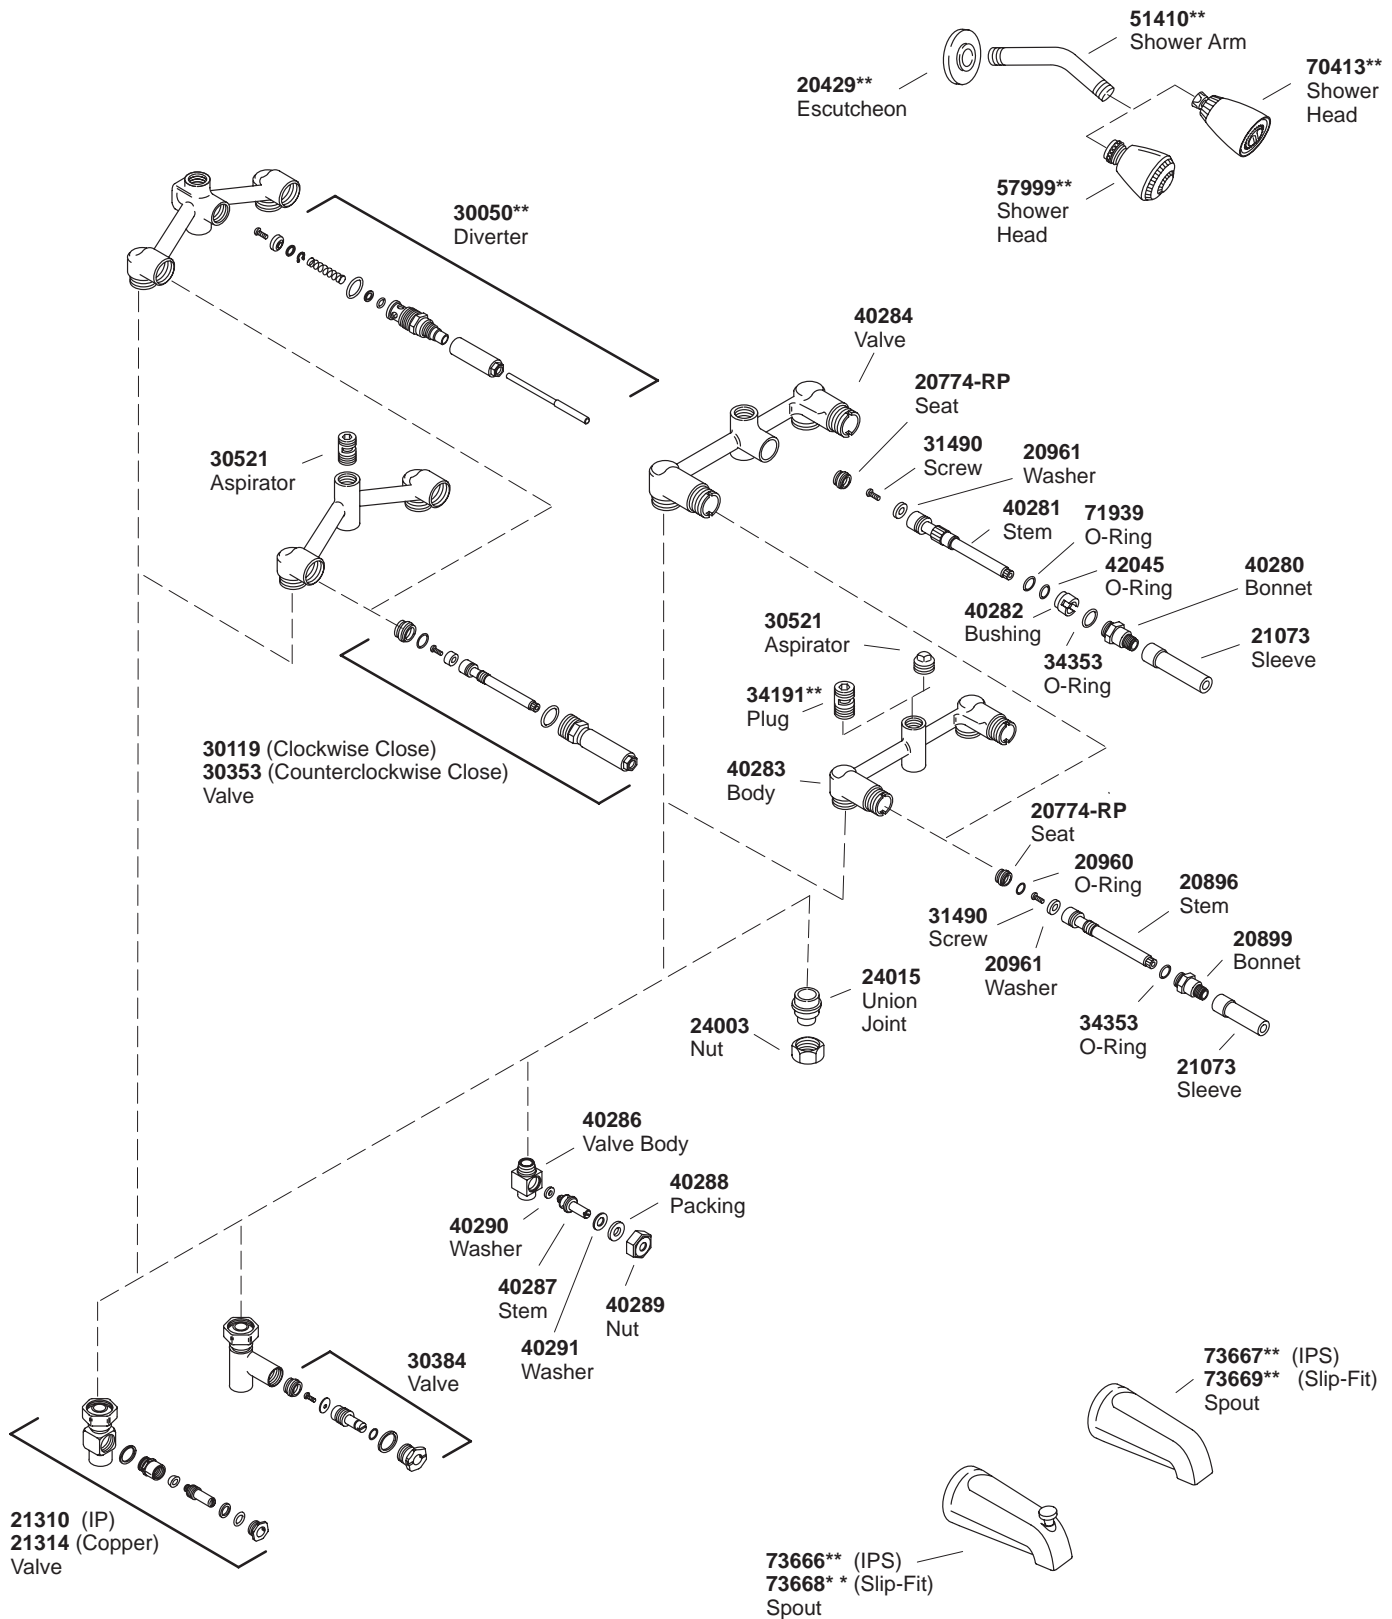 51410**
Shower Arm
70413**
Shower
Head
20429**
Escutcheon
57999**
Shower
Head
30050**
Diverter
40284
Valve
20774-RP
Seat
31490
Screw
20961
Washer
30521
Aspirator
40281
Stem
71939
O-Ring
42045
O-Ring
40280
Bonnet
40282
Bushing
30521
Aspirator
21073
Sleeve
34353
O-Ring
34191**
Plug
30119 (Clockwise Close)
30353 (Counterclockwise Close)
Valve
40283
Body
20774-RP
Seat
20960
O-Ring
20896
Stem
31490
Screw
20899
Bonnet
20961
Washer
24015
Union
Joint
24003
Nut
34353
O-Ring
21073
Sleeve
40286
Valve Body
40288
Packing
40290
Washer
40287
Stem
40289
Nut
40291
Washer
30384
Valve
73667** (IPS)
73669** (Slip-Fit)
Spout
21310 (IP)
21314 (Copper)
Valve
73666** (IPS)
73668* * (Slip-Fit)
Spout